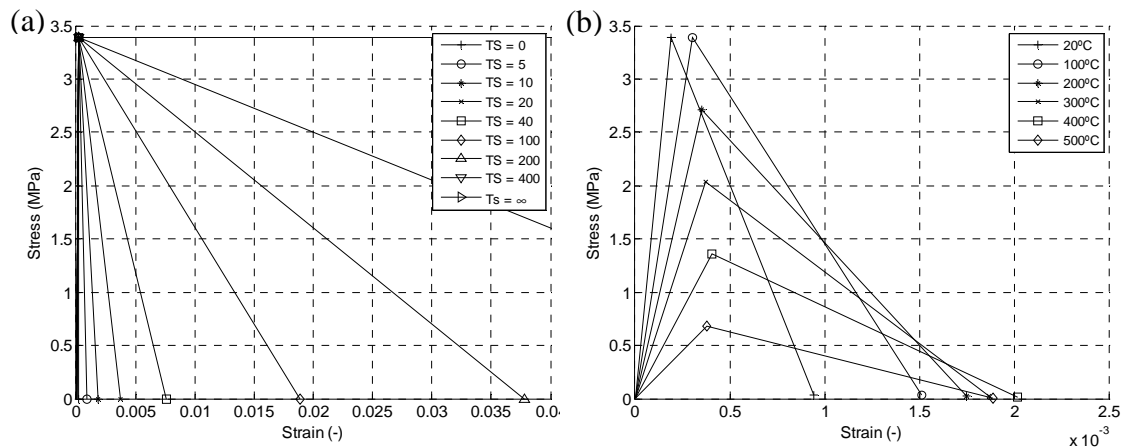 (a)
Stress (MPa)
3.5
3
2.5
2
1.5
1
0.5
0
0 0.005 0.01 0.015 0.02 0.025 0.03 0.035 0.0
Strain (-)
TS = 0
TS = 5
TS = 10
TS = 20
TS = 40
TS = 100
TS = 200
TS = 400
Ts = ∞
(b)
Stress (MPa)
3.5
3
2.5
2
1.5
1
0.5
0
0 0.5 1 1.5 2 2.5
x 10⁻³
Strain (-)
20ºC
100ºC
200ºC
300ºC
400ºC
500ºC